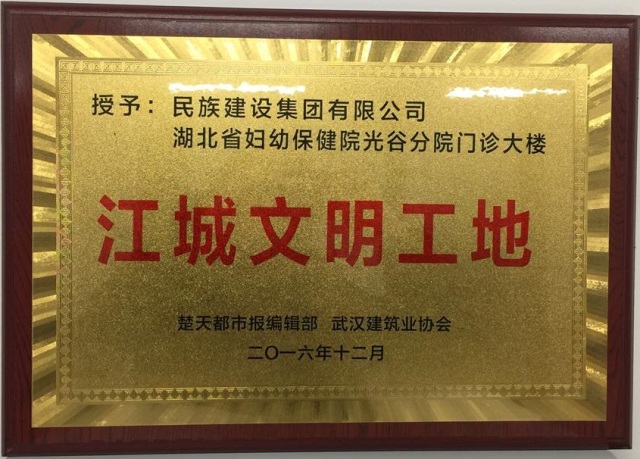 授予：民族建设集团有限公司
湖北省妇幼保健院光谷分院门诊大楼
江城文明工地
楚天都市报编辑部 武汉建筑业协会
二〇一六年十二月